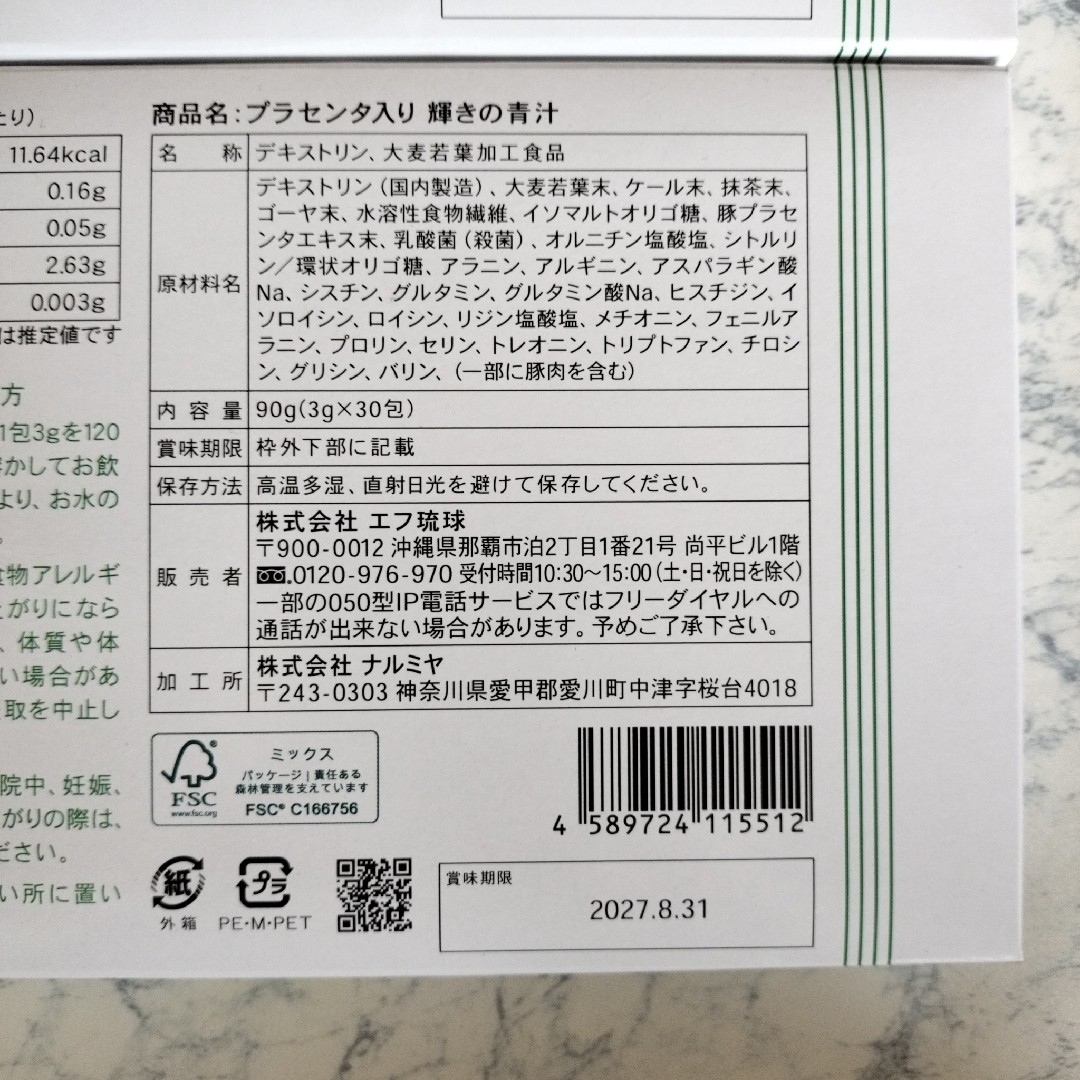 たり）
11.64kcal
0.16g
0.05g
2.63g
0.003g
は推定値です
方
1包3gを120
かしてお飲
より、お水の
。
食物アレルギ
上がりになら
、体質や体
い場合があ
取を中止し
院中、妊娠、
がりの際は、
ださい。
い所に置い
商品名：プラセンタ入り 輝きの青汁
名称 デキストリン、大麦若葉加工食品
原材料名
デキストリン（国内製造）、大麦若葉末、ケール末、抹茶末、
ゴーヤ末、水溶性食物繊維、イソマルトオリゴ糖、豚プラセ
ンタエキス末、乳酸菌（殺菌）、オルニチン塩酸塩、シトルリ
ン／環状オリゴ糖、アラニン、アルギニン、アスパラギン酸
Na、シスチン、グルタミン、グルタミン酸Na、ヒスチジン、イ
ソロイシン、ロイシン、リジン塩酸塩、メチオニン、フェニルア
ラニン、プロリン、セリン、トレオニン、トリプトファン、チロシ
ン、グリシン、バリン、（一部に豚肉を含む）
内容量 90g（3g×30包）
賞味期限 枠外下部に記載
保存方法 高温多湿、直射日光を避けて保存してください。
販売者
株式会社 エフ琉球
〒900-0012 沖縄県那覇市泊2丁目1番21号 尚平ビル1階
0120-976-970 受付時間10:30～15:00（土・日・祝日を除く）
一部の050型IP電話サービスではフリーダイヤルへの
通話が出来ない場合があります。予めご了承下さい。
加工所
株式会社 ナルミヤ
〒243-0303 神奈川県愛甲郡愛川町中津字桜台4018
FSC
www.fsc.org
ミックス
パッケージ｜責任ある
森林管理を支えています
FSC® C166756
4 589724 115512
紙
外箱
プラ
PE・M・PET
賞味期限
2027.8.31